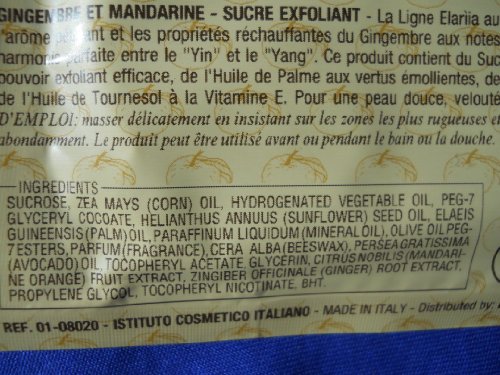 GINGEMBRE ET MANDARINE - SUCRE EXFOLIANT - La Ligne Elariia au
l'arôme et les propriétés réchauffantes du Gingembre aux notes
harmonie parfaite entre le "Yin" et le "Yang". Ce produit contient du Suc
pouvoir exfoliant efficace, de l'Huile de Palme aux vertus émollientes, de
de l'Huile de Tournesol à la Vitamine E. Pour une peau douce, velouté
D'EMPLOI: masser délicatement en insistant sur les zones les plus rugueuses et
abondamment. Le produit peut être utilisé avant ou pendant le bain ou la douche.
INGREDIENTS
SUCROSE, ZEA MAYS (CORN) OIL, HYDROGENATED VEGETABLE OIL, PEG-7
GLYCERYL COCOATE, HELIANTHUS ANNUUS (SUNFLOWER) SEED OIL, ELAEIS
GUINEENSIS (PALM) OIL, PARAFFINUM LIQUIDUM (MINERAL OIL), OLIVE OIL PEG-
7 ESTERS, PARFUM (FRAGRANCE), CERA ALBA (BEESWAX), PERSEA GRATISSIMA
(AVOCADO) OIL, TOCOPHERYL ACETATE, GLYCERIN, CITRUS NOBILIS (MANDARI-
NE ORANGE) FRUIT EXTRACT, ZINGIBER OFFICINALE (GINGER) ROOT EXTRACT,
PROPYLENE GLYCOL, TOCOPHERYL NICOTINATE, BHT.
REF. 01-08020 - ISTITUTO COSMETICO ITALIANO - MADE IN ITALY - Distributed by: